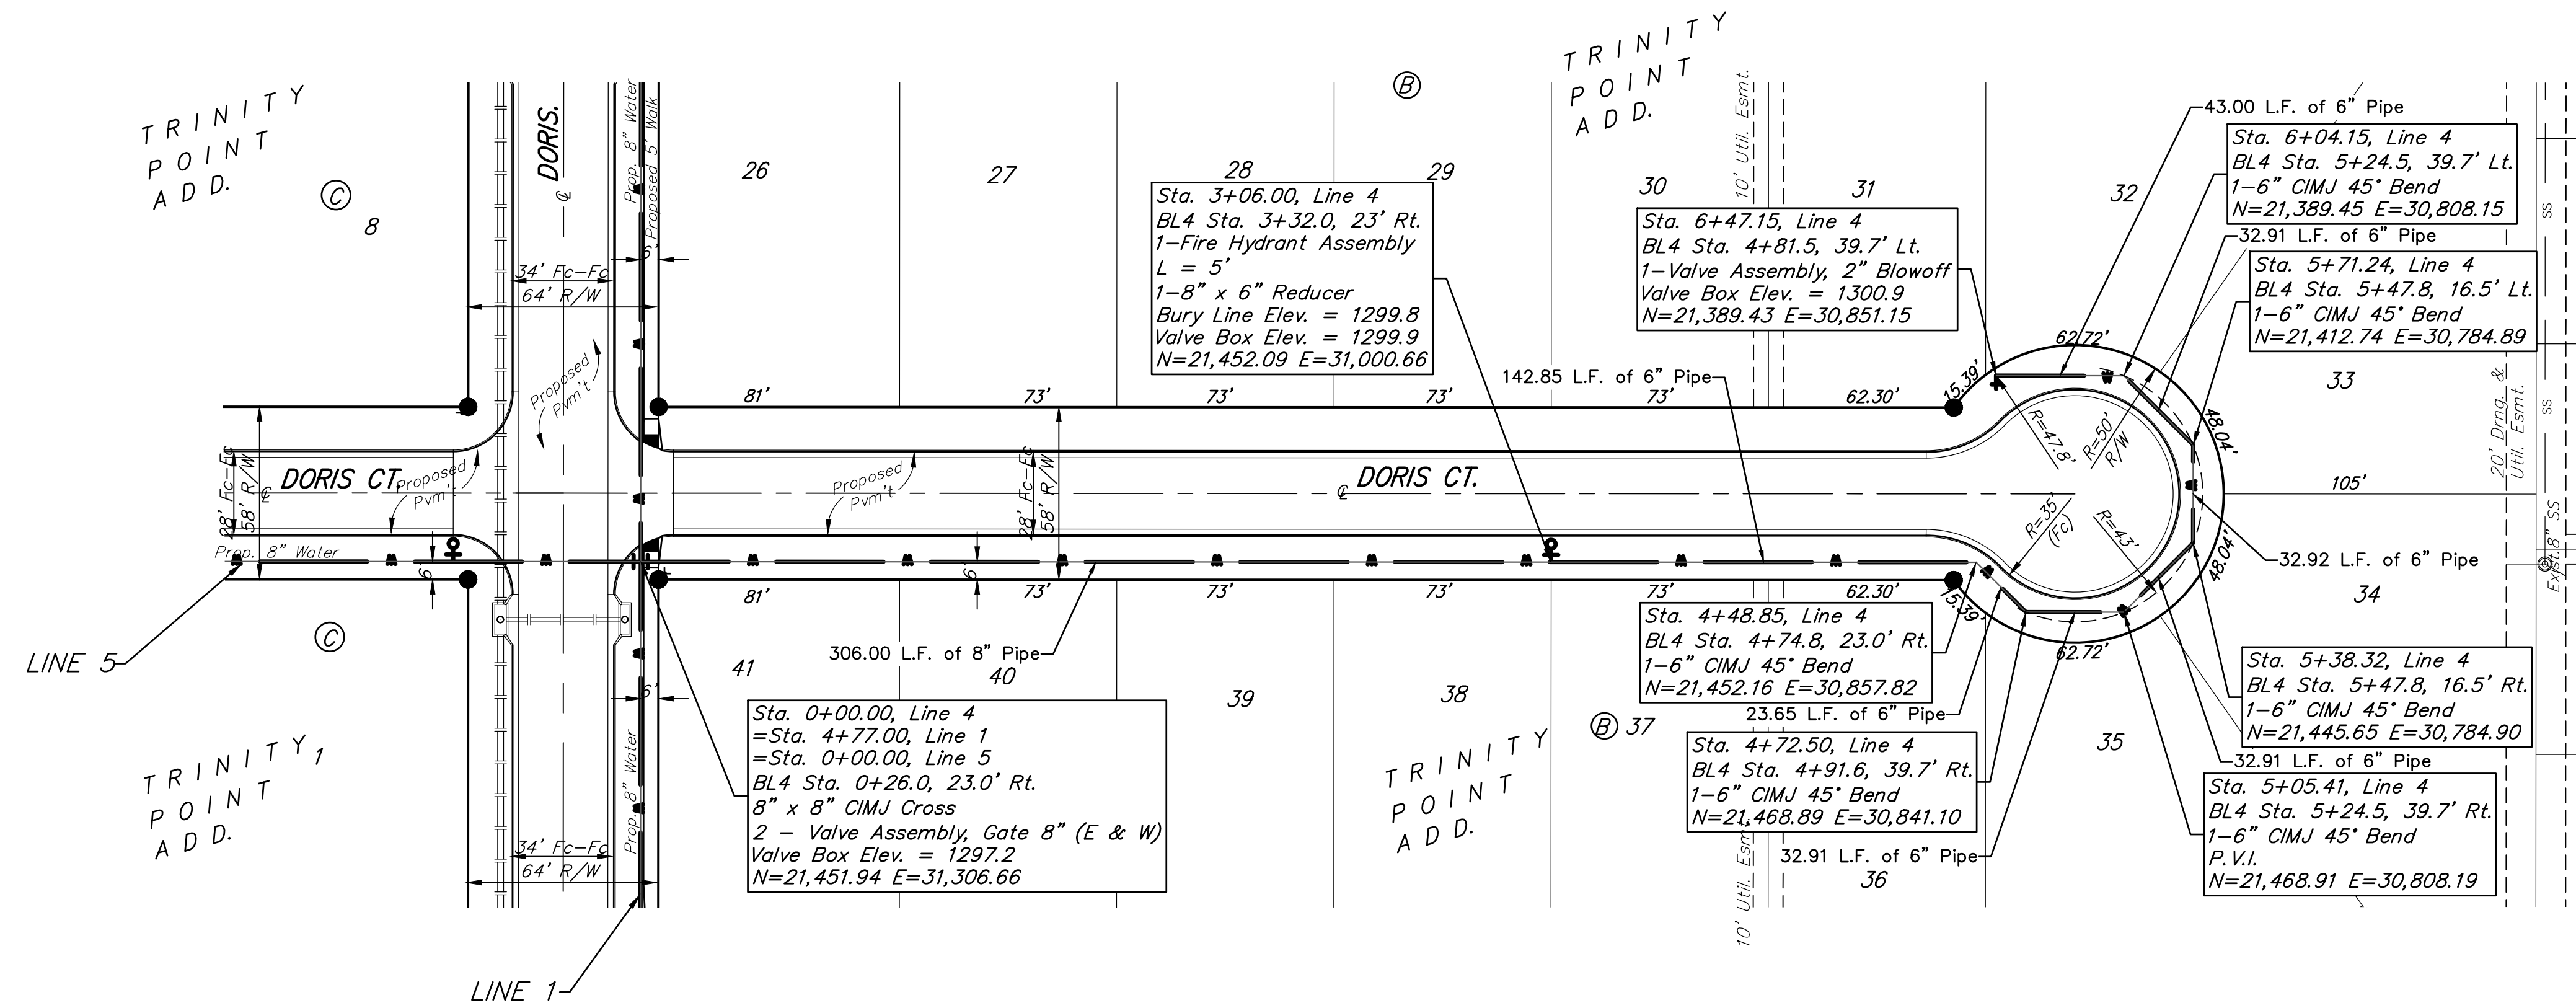 TRINITY
POINT
ADD.
C
8
DORIS.
℄
Prop. 8" Water
Proposed 5' Walk
6'
34' Fc-Fc
64' R/W
Proposed
Pvm't
26
27
28
29
30
31
32
33
34
35
36
37
38
39
40
41
B
TRINITY
POINT
ADD.
10' Util. Esmt.
Sta. 3+06.00, Line 4
BL4 Sta. 3+32.0, 23' Rt.
1-Fire Hydrant Assembly
L = 5'
1-8" x 6" Reducer
Bury Line Elev. = 1299.8
Valve Box Elev. = 1299.9
N=21,452.09 E=31,000.66
Sta. 6+47.15, Line 4
BL4 Sta. 4+81.5, 39.7' Lt.
1-Valve Assembly, 2" Blowoff
Valve Box Elev. = 1300.9
N=21,389.43 E=30,851.15
43.00 L.F. of 6" Pipe
Sta. 6+04.15, Line 4
BL4 Sta. 5+24.5, 39.7' Lt.
1-6" CIMJ 45° Bend
N=21,389.45 E=30,808.15
32.91 L.F. of 6" Pipe
Sta. 5+71.24, Line 4
BL4 Sta. 5+47.8, 16.5' Lt.
1-6" CIMJ 45° Bend
N=21,412.74 E=30,784.89
SS
SS
20' Drng. &
Util. Esmt.
Exist.8" SS
142.85 L.F. of 6" Pipe
81'
73'
73'
73'
73'
62.30'
15.39'
62.72'
48.04'
R=47.8'
R=50'
R/W
28' Fc-Fc
58' R/W
℄
DORIS CT.
Proposed
Pvm't
Proposed
Pvm't
28' Fc-Fc
58' R/W
℄
DORIS CT.
105'
R=35'
(Fc)
R=43'
48.04'
Prop. 8" Water
6'
6'
32.92 L.F. of 6" Pipe
81'
73'
73'
73'
73'
62.30'
15.39'
62.72'
LINE 5
C
306.00 L.F. of 8" Pipe
6'
Sta. 4+48.85, Line 4
BL4 Sta. 4+74.8, 23.0' Rt.
1-6" CIMJ 45° Bend
N=21,452.16 E=30,857.82
23.65 L.F. of 6" Pipe
Sta. 5+38.32, Line 4
BL4 Sta. 5+47.8, 16.5' Rt.
1-6" CIMJ 45° Bend
N=21,445.65 E=30,784.90
32.91 L.F. of 6" Pipe
Sta. 0+00.00, Line 4
=Sta. 4+77.00, Line 1
=Sta. 0+00.00, Line 5
BL4 Sta. 0+26.0, 23.0' Rt.
8" x 8" CIMJ Cross
2 - Valve Assembly, Gate 8" (E & W)
Valve Box Elev. = 1297.2
N=21,451.94 E=31,306.66
Sta. 4+72.50, Line 4
BL4 Sta. 4+91.6, 39.7' Rt.
1-6" CIMJ 45° Bend
N=21,468.89 E=30,841.10
32.91 L.F. of 6" Pipe
Sta. 5+05.41, Line 4
BL4 Sta. 5+24.5, 39.7' Rt.
1-6" CIMJ 45° Bend
P.V.I.
N=21,468.91 E=30,808.19
B
TRINITY
POINT
ADD.
10' Util. Esmt.
TRINITY
POINT
ADD.
1
Prop. 8" Water
34' Fc-Fc
64' R/W
LINE 1